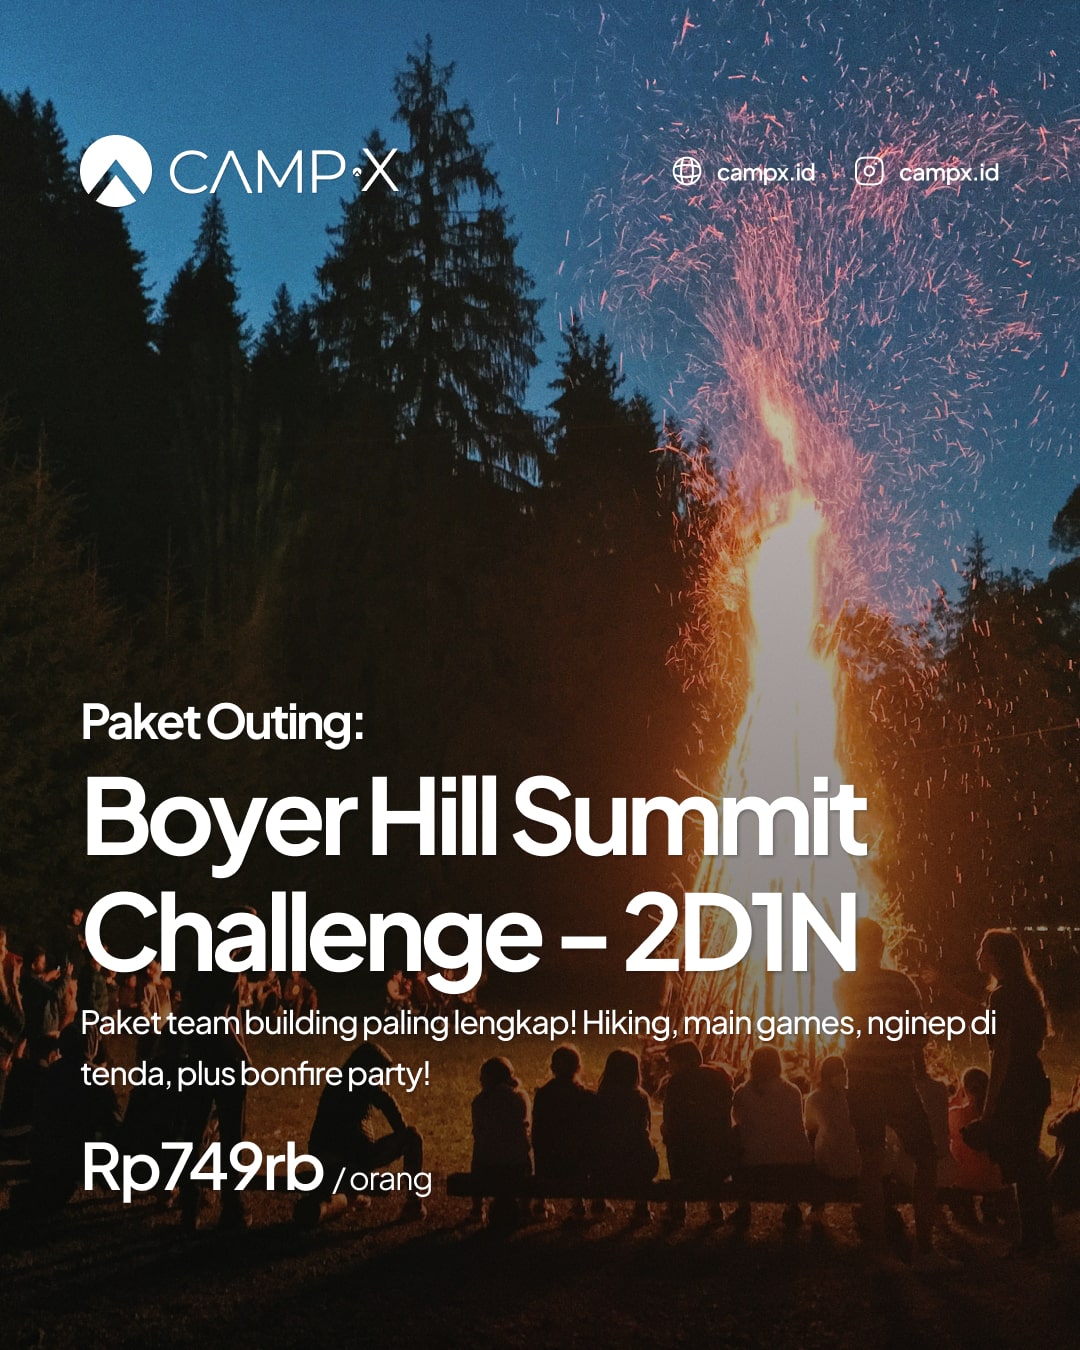 CAMP X
campx.id
campx.id
Paket Outing:
Boyer Hill Summit
Challenge – 2D1N
Paket team building paling lengkap! Hiking, main games, nginep di
tenda, plus bonfire party!
Rp749rb / orang